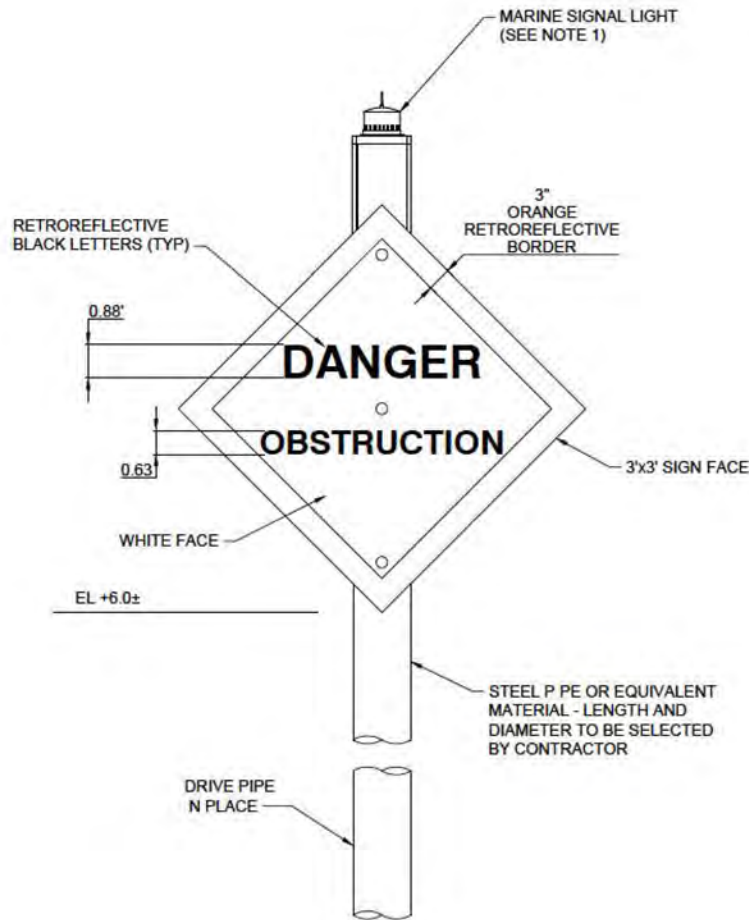 MARINE SIGNAL LIGHT
(SEE NOTE 1)
3"
ORANGE
RETROREFLECTIVE
BORDER
RETROREFLECTIVE
BLACK LETTERS (TYP)
0.88'
DANGER
OBSTRUCTION
0.63
3'x3' SIGN FACE
WHITE FACE
EL +6.0±
STEEL P PE OR EQUIVALENT
MATERIAL - LENGTH AND
DIAMETER TO BE SELECTED
BY CONTRACTOR
DRIVE PIPE
N PLACE